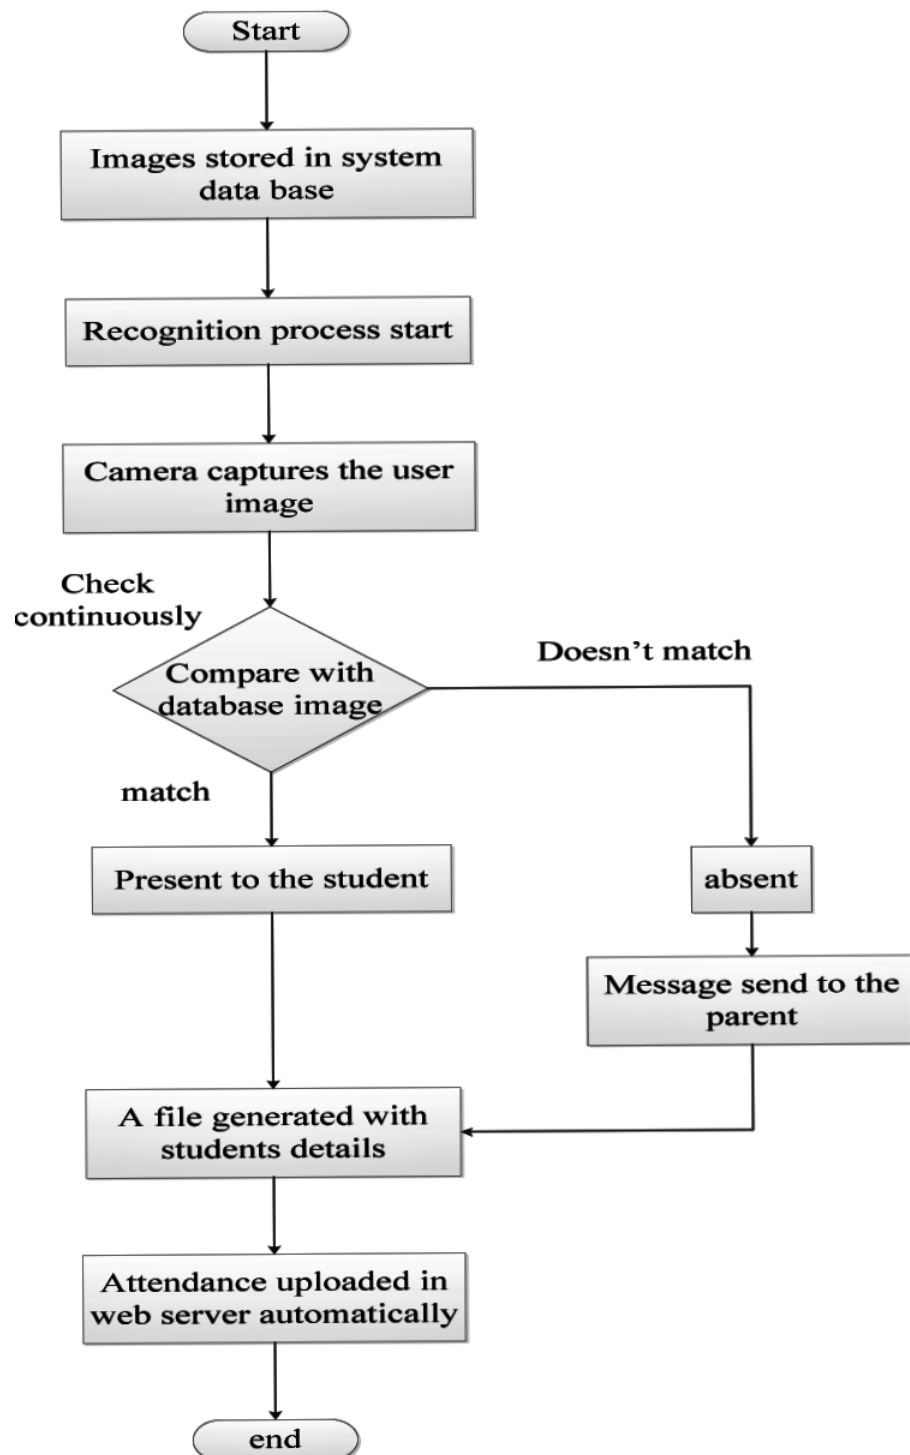 Start
Images stored in system
data base
Recognition process start
Camera captures the user
image
Check
continuously
Compare with
database image
Doesn't match
match
Present to the student
absent
Message send to the
parent
A file generated with
students details
Attendance uploaded in
web server automatically
end